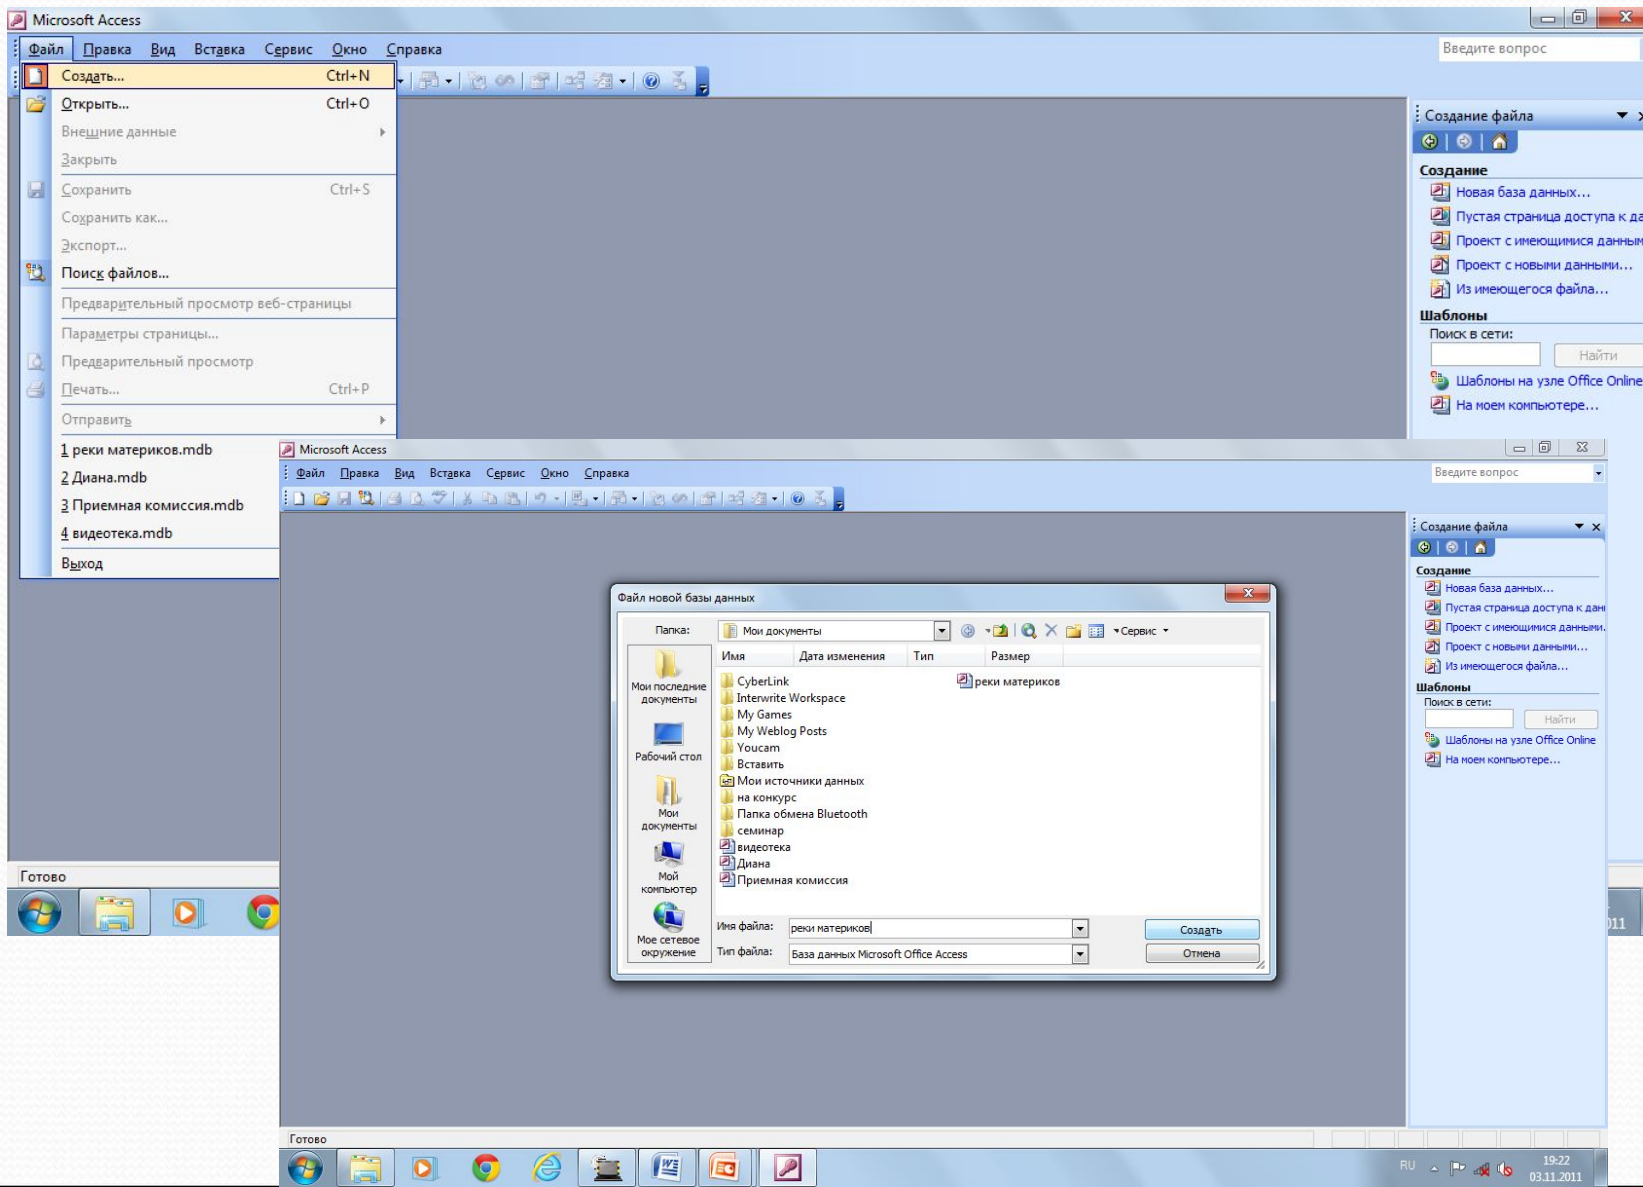 Microsoft Access
Файл Правка Вид Вставка Сервис Окно Справка
Введите вопрос
Создать... Ctrl+N
Открыть... Ctrl+O
Внешние данные
Закрыть
Сохранить Ctrl+S
Сохранить как...
Экспорт...
Поиск файлов...
Предварительный просмотр веб-страницы
Параметры страницы...
Предварительный просмотр
Печать... Ctrl+P
Отправить
1 реки материков.mdb
2 Диана.mdb
3 Приемная комиссия.mdb
4 видеотека.mdb
Выход
Готово
Создание файла
Создание
Новая база данных...
Пустая страница доступа к да
Проект с имеющимися данным
Проект с новыми данными...
Из имеющегося файла...
Шаблоны
Поиск в сети:
Найти
Шаблоны на узле Office Online
На моем компьютере...
011
Microsoft Access
Файл Правка Вид Вставка Сервис Окно Справка
Введите вопрос
Файл новой базы данных
Папка: Мои документы Сервис
Имя Дата изменения Тип Размер
Мои последние документы
Рабочий стол
Мои документы
Мой компьютер
Мое сетевое окружение
CyberLink
Interwrite Workspace
My Games
My Weblog Posts
Youcam
Вставить
Мои источники данных
на конкурс
Папка обмена Bluetooth
семинар
видеотека
Диана
Приемная комиссия
реки материков
Имя файла: реки материков Создать
Тип файла: База данных Microsoft Office Access Отмена
Создание файла
Создание
Новая база данных...
Пустая страница доступа к дан
Проект с имеющимися данными.
Проект с новыми данными...
Из имеющегося файла...
Шаблоны
Поиск в сети:
Найти
Шаблоны на узле Office Online
На моем компьютере...
Готово
RU 19:22
03.11.2011